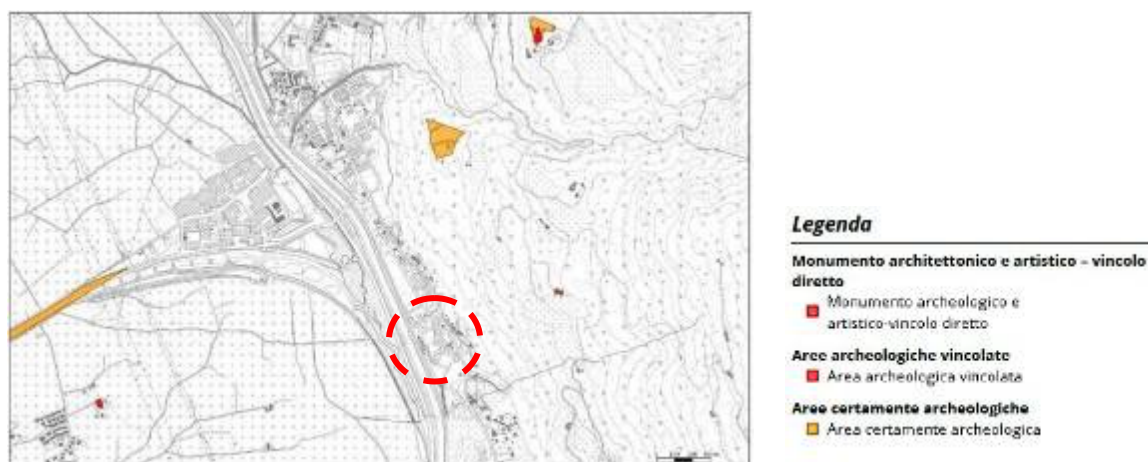 Legenda
Monumento architettonico e artistico – vincolo
diretto
Monumento archeologico e
artistico-vincolo diretto
Aree archeologiche vincolate
Area archeologica vincolata
Aree certamente archeologiche
Area certamente archeologica